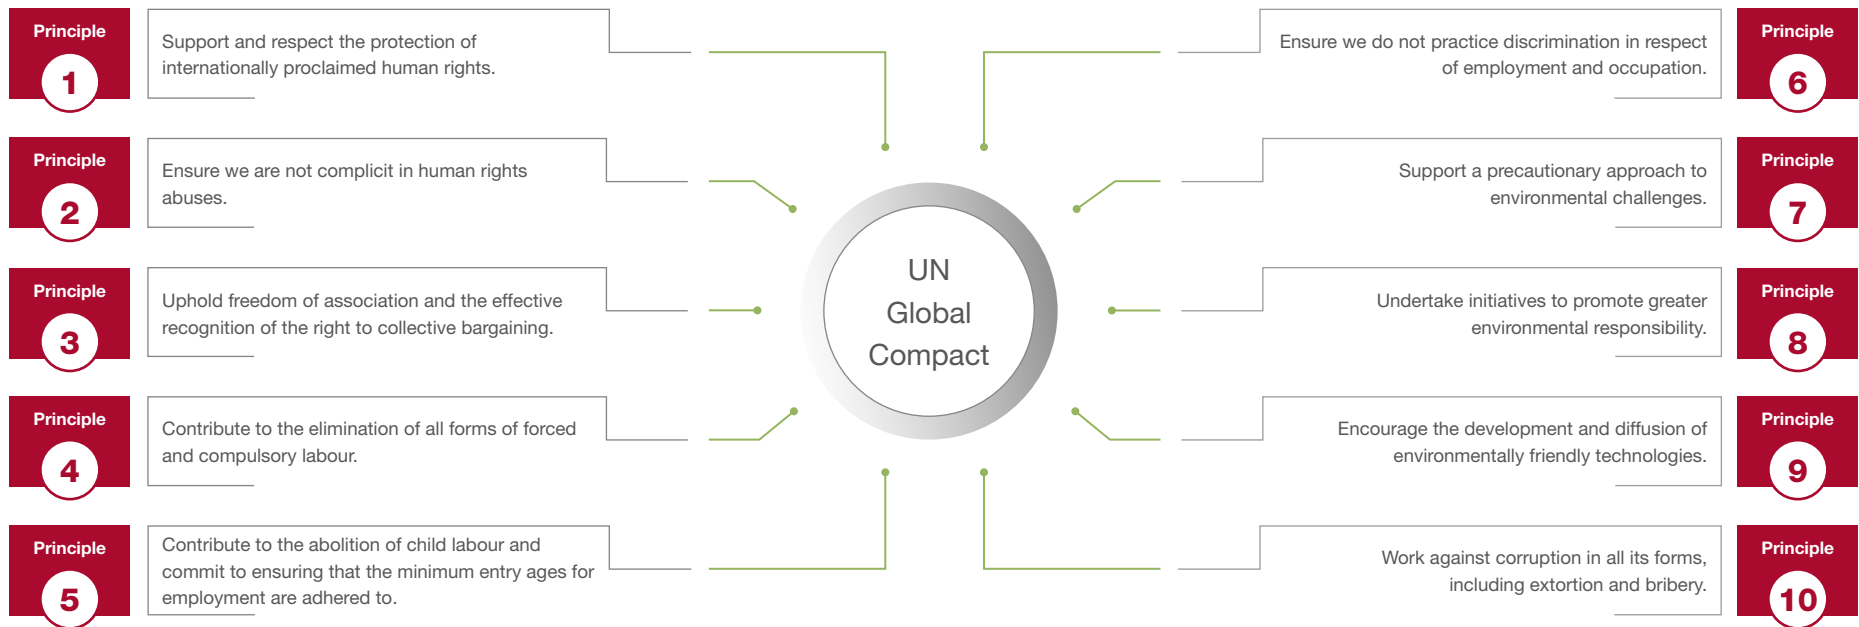 Principle
1
Support and respect the protection of
internationally proclaimed human rights.
Principle
2
Ensure we are not complicit in human rights
abuses.
Principle
3
Uphold freedom of association and the effective
recognition of the right to collective bargaining.
Principle
4
Contribute to the elimination of all forms of forced
and compulsory labour.
Principle
5
Contribute to the abolition of child labour and
commit to ensuring that the minimum entry ages for
employment are adhered to.
UN
Global
Compact
Ensure we do not practice discrimination in respect
of employment and occupation.
Principle
6
Support a precautionary approach to
environmental challenges.
Principle
7
Undertake initiatives to promote greater
environmental responsibility.
Principle
8
Encourage the development and diffusion of
environmentally friendly technologies.
Principle
9
Work against corruption in all its forms,
including extortion and bribery.
Principle
10